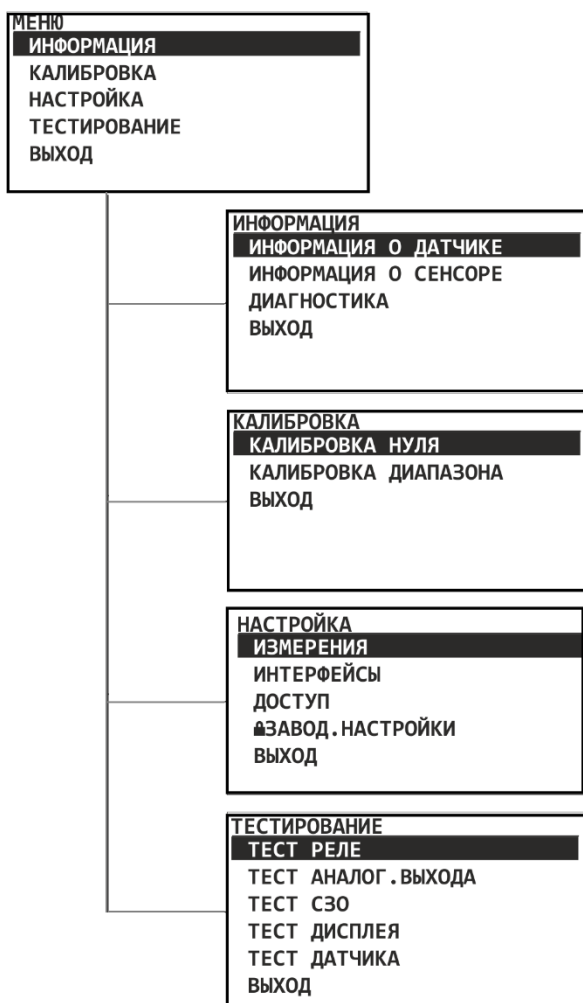 МЕНЮ
ИНФОРМАЦИЯ
КАЛИБРОВКА
НАСТРОЙКА
ТЕСТИРОВАНИЕ
ВЫХОД
ИНФОРМАЦИЯ
ИНФОРМАЦИЯ О ДАТЧИКЕ
ИНФОРМАЦИЯ О СЕНСОРЕ
ДИАГНОСТИКА
ВЫХОД
КАЛИБРОВКА
КАЛИБРОВКА НУЛЯ
КАЛИБРОВКА ДИАПАЗОНА
ВЫХОД
НАСТРОЙКА
ИЗМЕРЕНИЯ
ИНТЕРФЕЙСЫ
ДОСТУП
ЗАВОД.НАСТРОЙКИ
ВЫХОД
ТЕСТИРОВАНИЕ
ТЕСТ РЕЛЕ
ТЕСТ АНАЛОГ.ВЫХОДА
ТЕСТ СЗО
ТЕСТ ДИСПЛЕЯ
ТЕСТ ДАТЧИКА
ВЫХОД